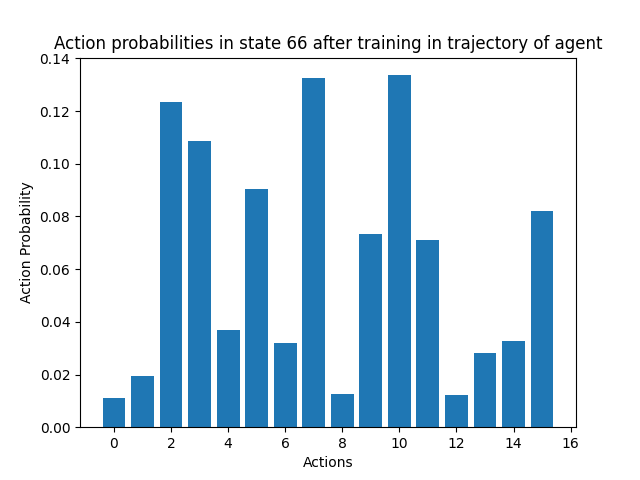 Action probabilities in state 66 after training in trajectory of agent
0.14
0.12
0.10
0.08
0.06
0.04
0.02
0.00
Action Probability
0 2 4 6 8 10 12 14 16
Actions